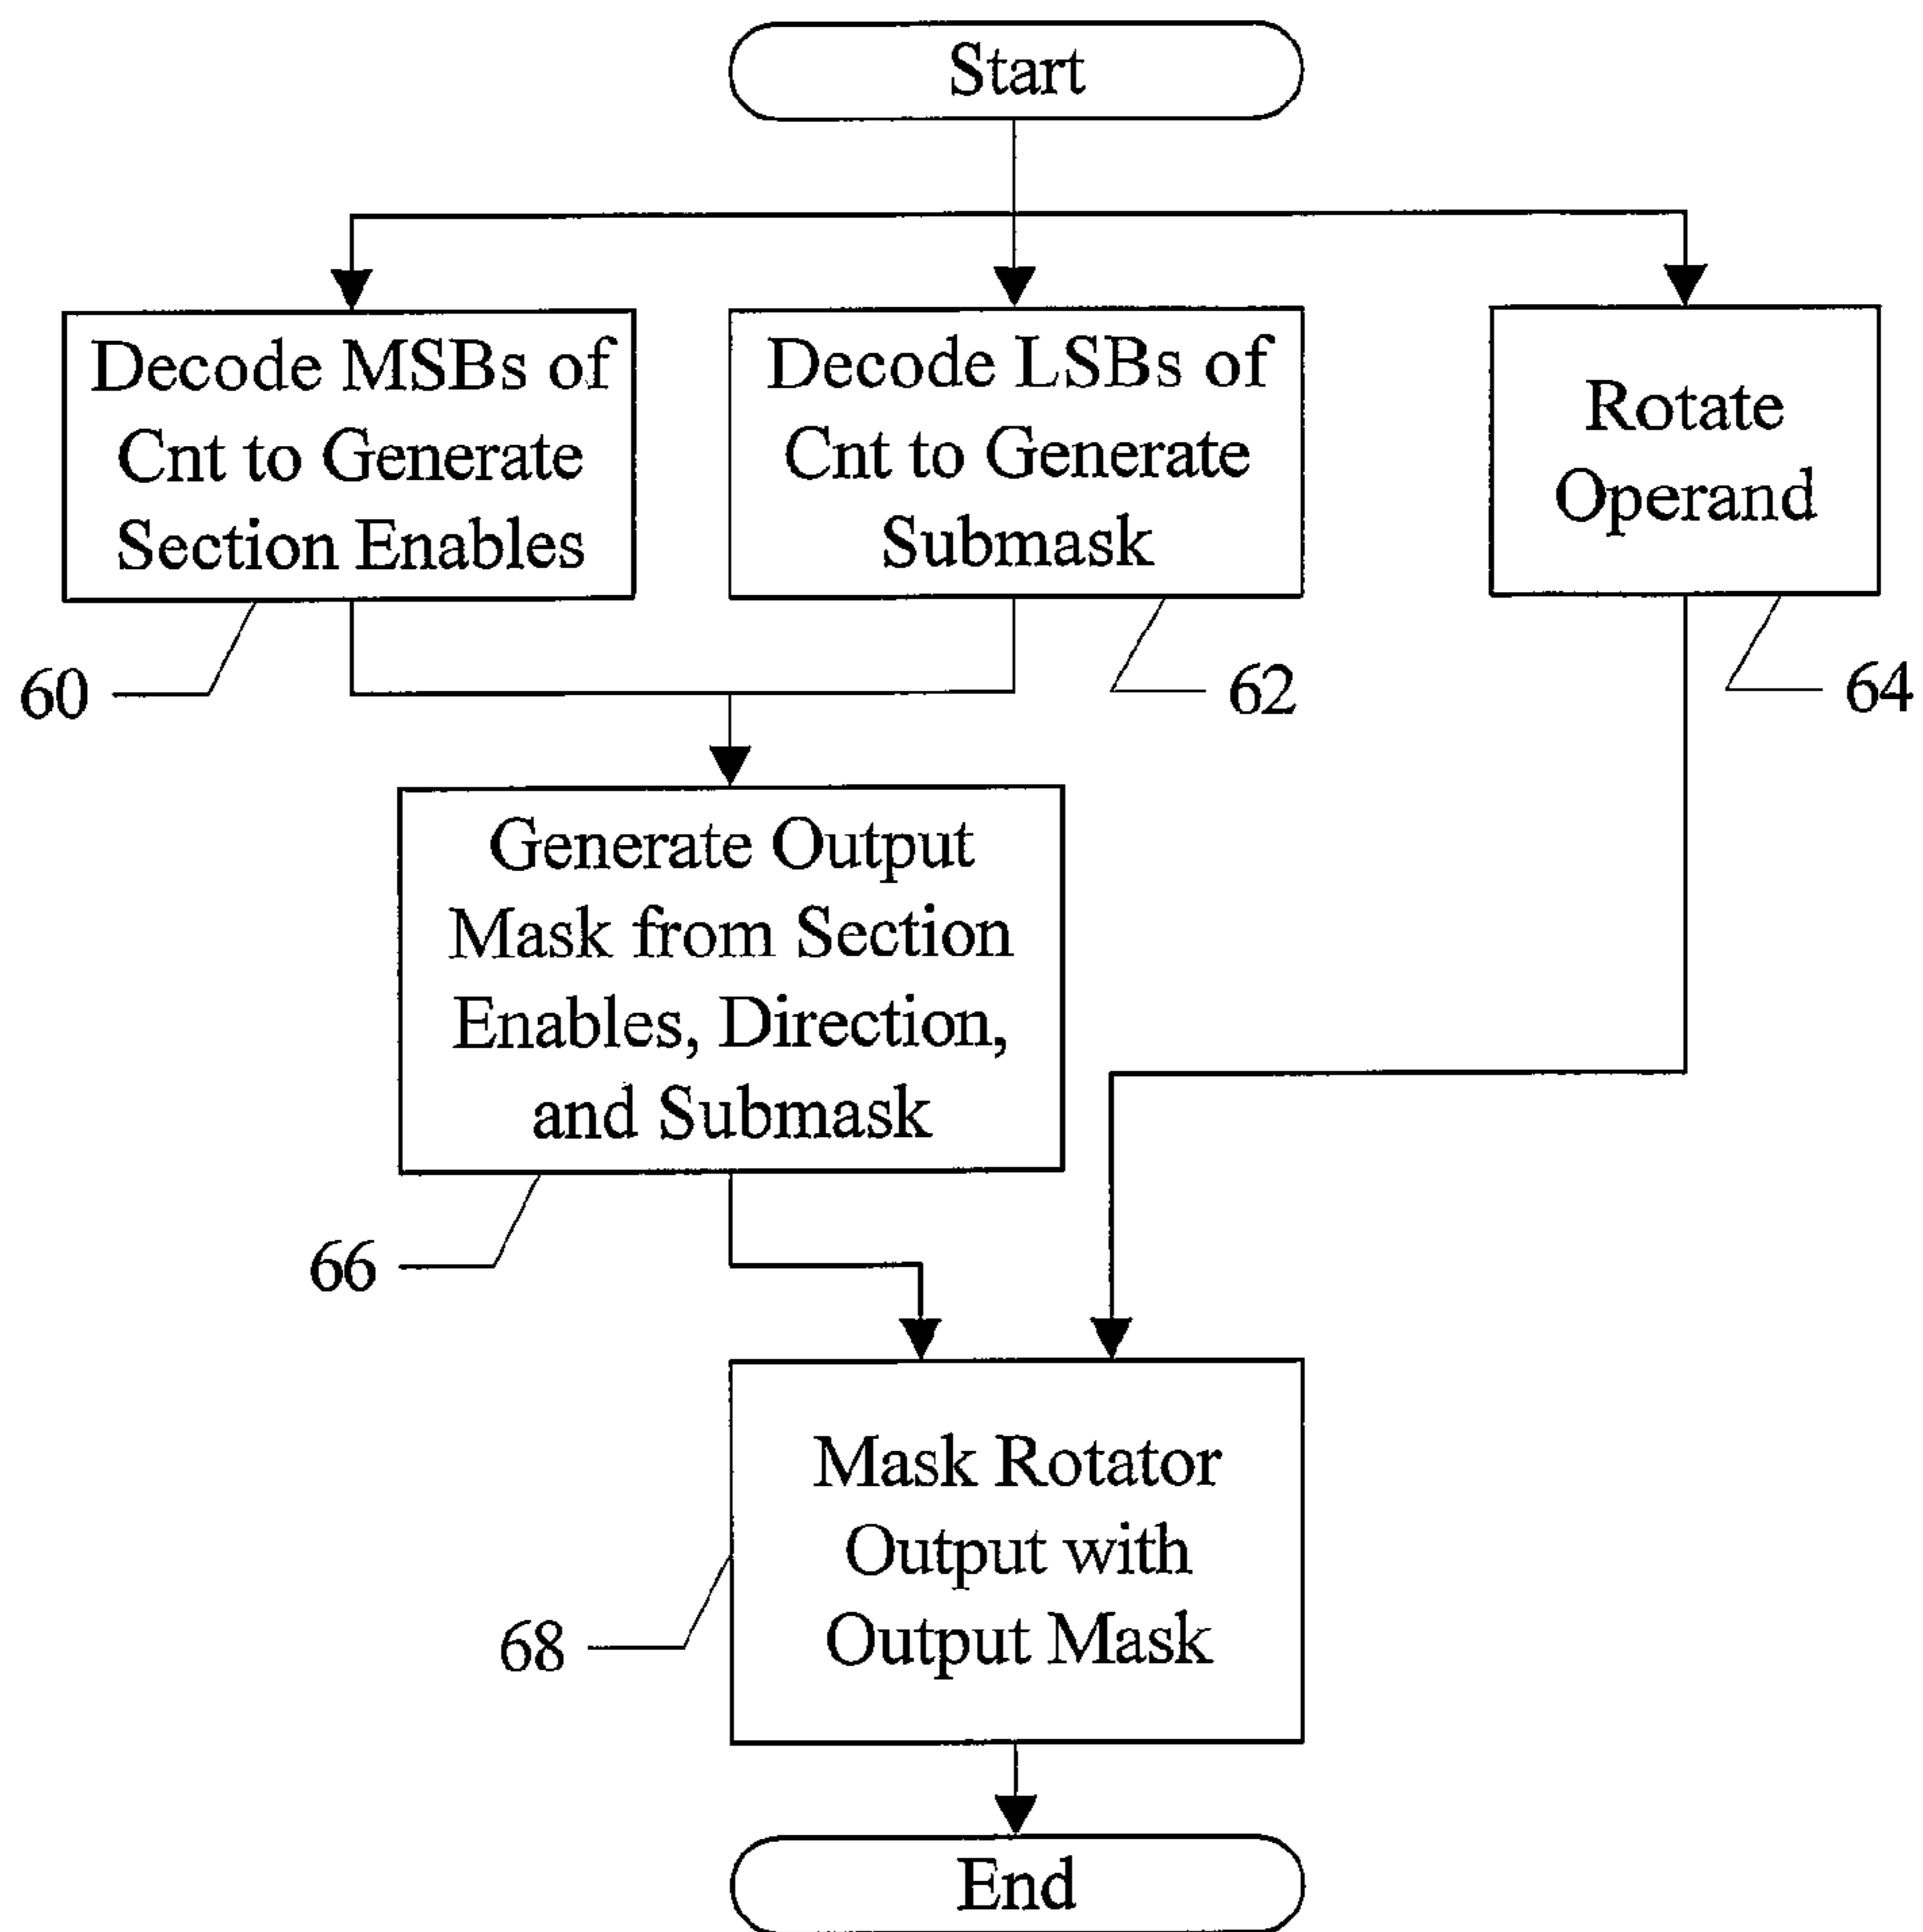 Start
Decode MSBs of
Cnt to Generate
Section Enables
Decode LSBs of
Cnt to Generate
Submask
Rotate
Operand
60
62
64
Generate Output
Mask from Section
Enables, Direction,
and Submask
66
Mask Rotator
Output with
Output Mask
68
End